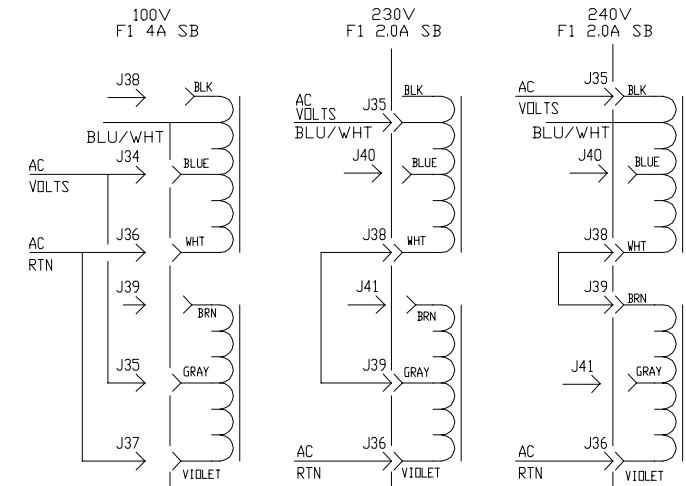 100V
F1 4A SB
J38
BLK
BLU/WHT
J34
AC
VOLTS
BLUE
J36
AC
RTN
WHT
J39
BRN
J35
GRAY
J37
VIOLET
230V
F1 2.0A SB
BLK
AC
VOLTS
J35
BLU/WHT
J40
BLUE
J38
WHT
J41
BRN
J39
GRAY
J36
AC
RTN
VIOLET
240V
F1 2.0A SB
J35
AC
VOLTS
BLK
BLU/WHT
J40
BLUE
J38
WHT
J39
BRN
J41
GRAY
J36
AC
RTN
VIOLET